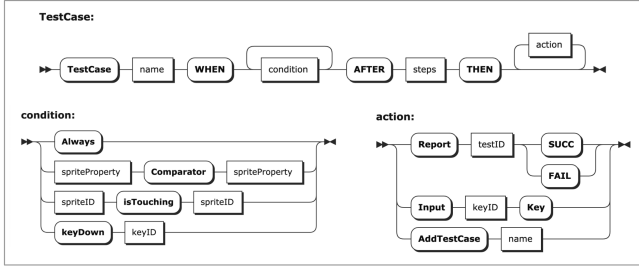 TestCase:
action
TestCase name WHEN condition AFTER steps THEN
condition:
Always
spriteProperty Comparator spriteProperty
spriteID isTouching spriteID
keyDown keyID
action:
Report testID SUCC
FAIL
Input keyID Key
AddTestCase name